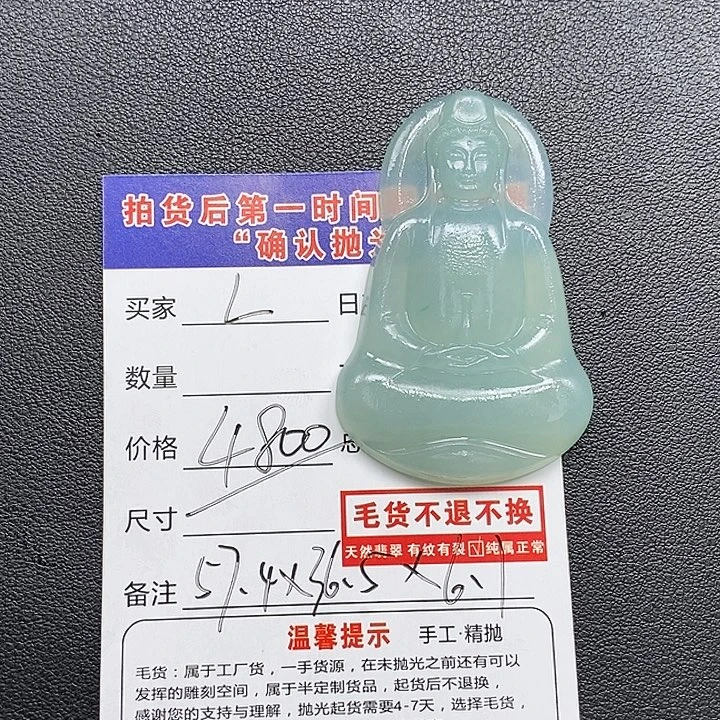 拍货后第一时间
“确认抛光
买家 L 日
数量
价格 4800 总
尺寸
毛货不退不换
天然翡翠 有纹有裂☑纯属正常
备注 57.4×36.5×6.1
温馨提示 手工·精抛
毛货：属于工厂货，一手货源，在未抛光之前还有可以
发挥的雕刻空间，属于半定制货品，起货后不退换，
感谢您的支持与理解，抛光起货需要4-7天，选择毛货，